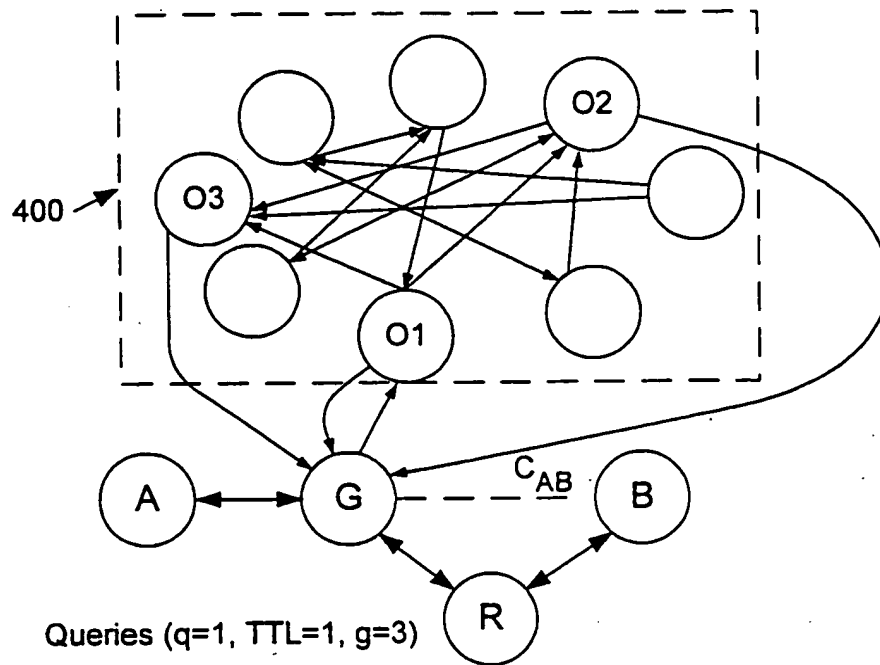 O2
400
O3
O1
C_AB
A
G
B
R
Queries (q=1, TTL=1, g=3)